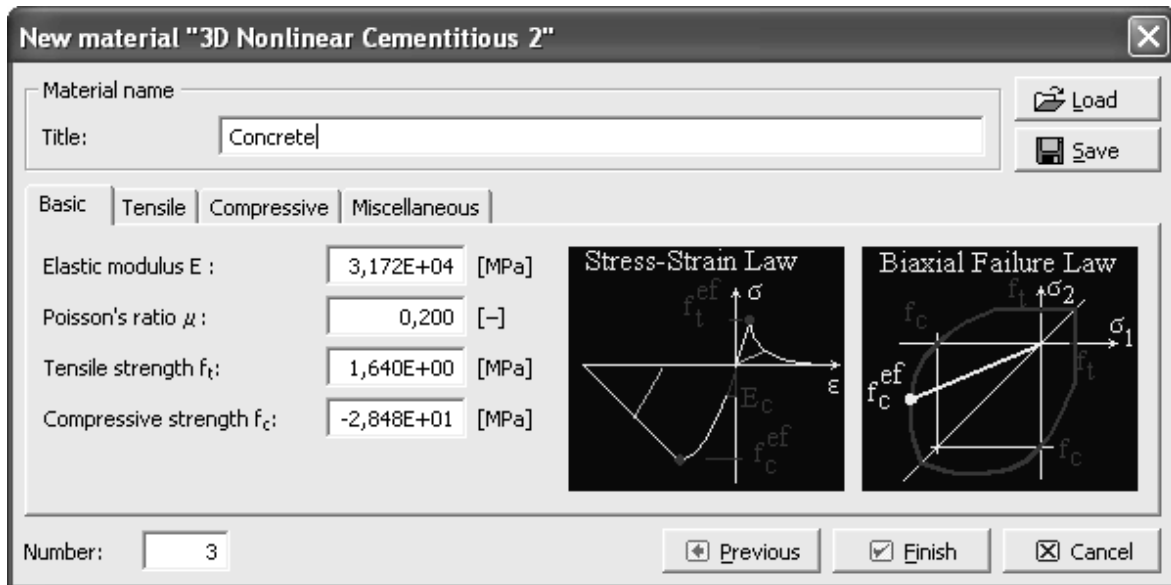 New material "3D Nonlinear Cementitious 2"
Material name
Load
Title: Concrete
Save
Basic Tensile Compressive Miscellaneous
Elastic modulus E : 3,172E+04 [MPa]
Poisson's ratio μ : 0,200 [–]
Tensile strength fₜ: 1,640E+00 [MPa]
Compressive strength f꜀: -2,848E+01 [MPa]
Stress-Strain Law
fₜᵉᶠ σ
ε
E꜀
f꜀ᵉᶠ
Biaxial Failure Law
fₜ σ₂
f꜀
σ₁
fₜ
f꜀ᵉᶠ
f꜀
Number: 3 Previous Finish Cancel